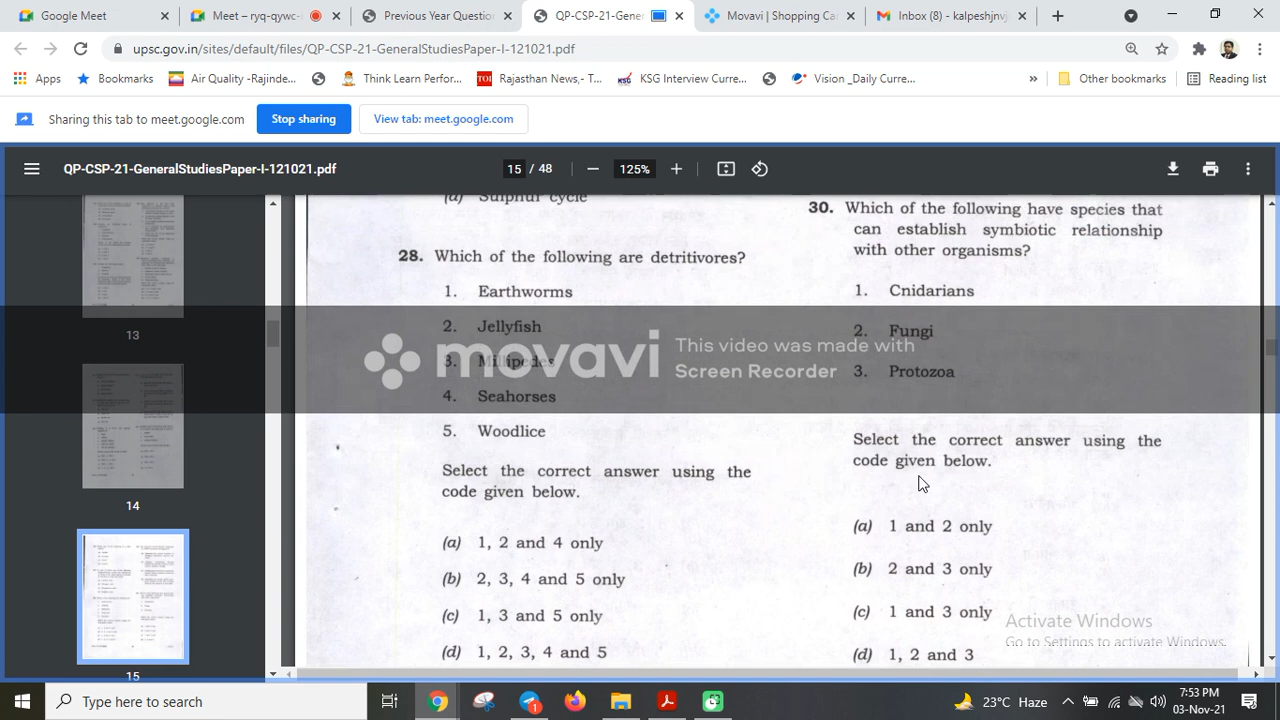 Google Meet
Meet – ryq-qywc-
Previous Year Question
QP-CSP-21-Gener
Movavi | Shopping Ca
Inbox (8) - kalpeshjnvj
upsc.gov.in/sites/default/files/QP-CSP-21-GeneralStudiesPaper-I-121021.pdf
Apps
Bookmarks
Air Quality -Rajinde...
Think Learn Perfor...
TOI
Rajasthan News,- T...
KSG
KSG Interview Curre...
Vision _Daily Curre...
»
Other bookmarks
Reading list
Sharing this tab to meet.google.com
Stop sharing
View tab: meet.google.com
QP-CSP-21-GeneralStudiesPaper-I-121021.pdf
15 / 48
125%
13
14
15
(d) Sulphur cycle
28. Which of the following are detritivores?
1. Earthworms
2. Jellyfish
3. Millipedes
4. Seahorses
5. Woodlice
Select the correct answer using the
code given below.
(a) 1, 2 and 4 only
(b) 2, 3, 4 and 5 only
(c) 1, 3 and 5 only
(d) 1, 2, 3, 4 and 5
30. Which of the following have species that
can establish symbiotic relationship
with other organisms?
1. Cnidarians
2. Fungi
3. Protozoa
Select the correct answer using the
code given below.
(a) 1 and 2 only
(b) 2 and 3 only
(c) 1 and 3 only
(d) 1, 2 and 3
movavi
This video was made with
Screen Recorder
Activate Windows
Go to Settings to activate Windows.
Type here to search
1
23°C Haze
7:53 PM
03-Nov-21